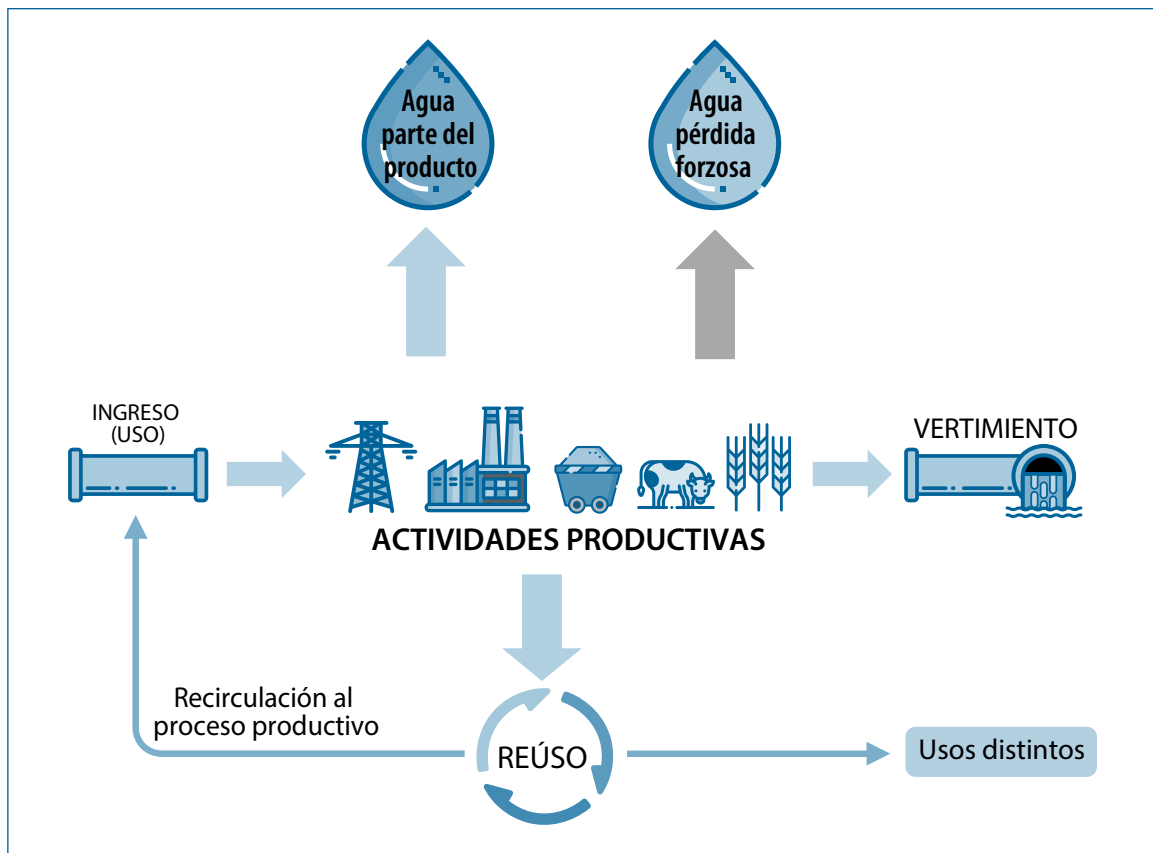 Agua
parte del
producto
Agua
pérdida
forzosa
INGRESO
(USO)
VERTIMIENTO
ACTIVIDADES PRODUCTIVAS
Recirculación al
proceso productivo
REÚSO
Usos distintos